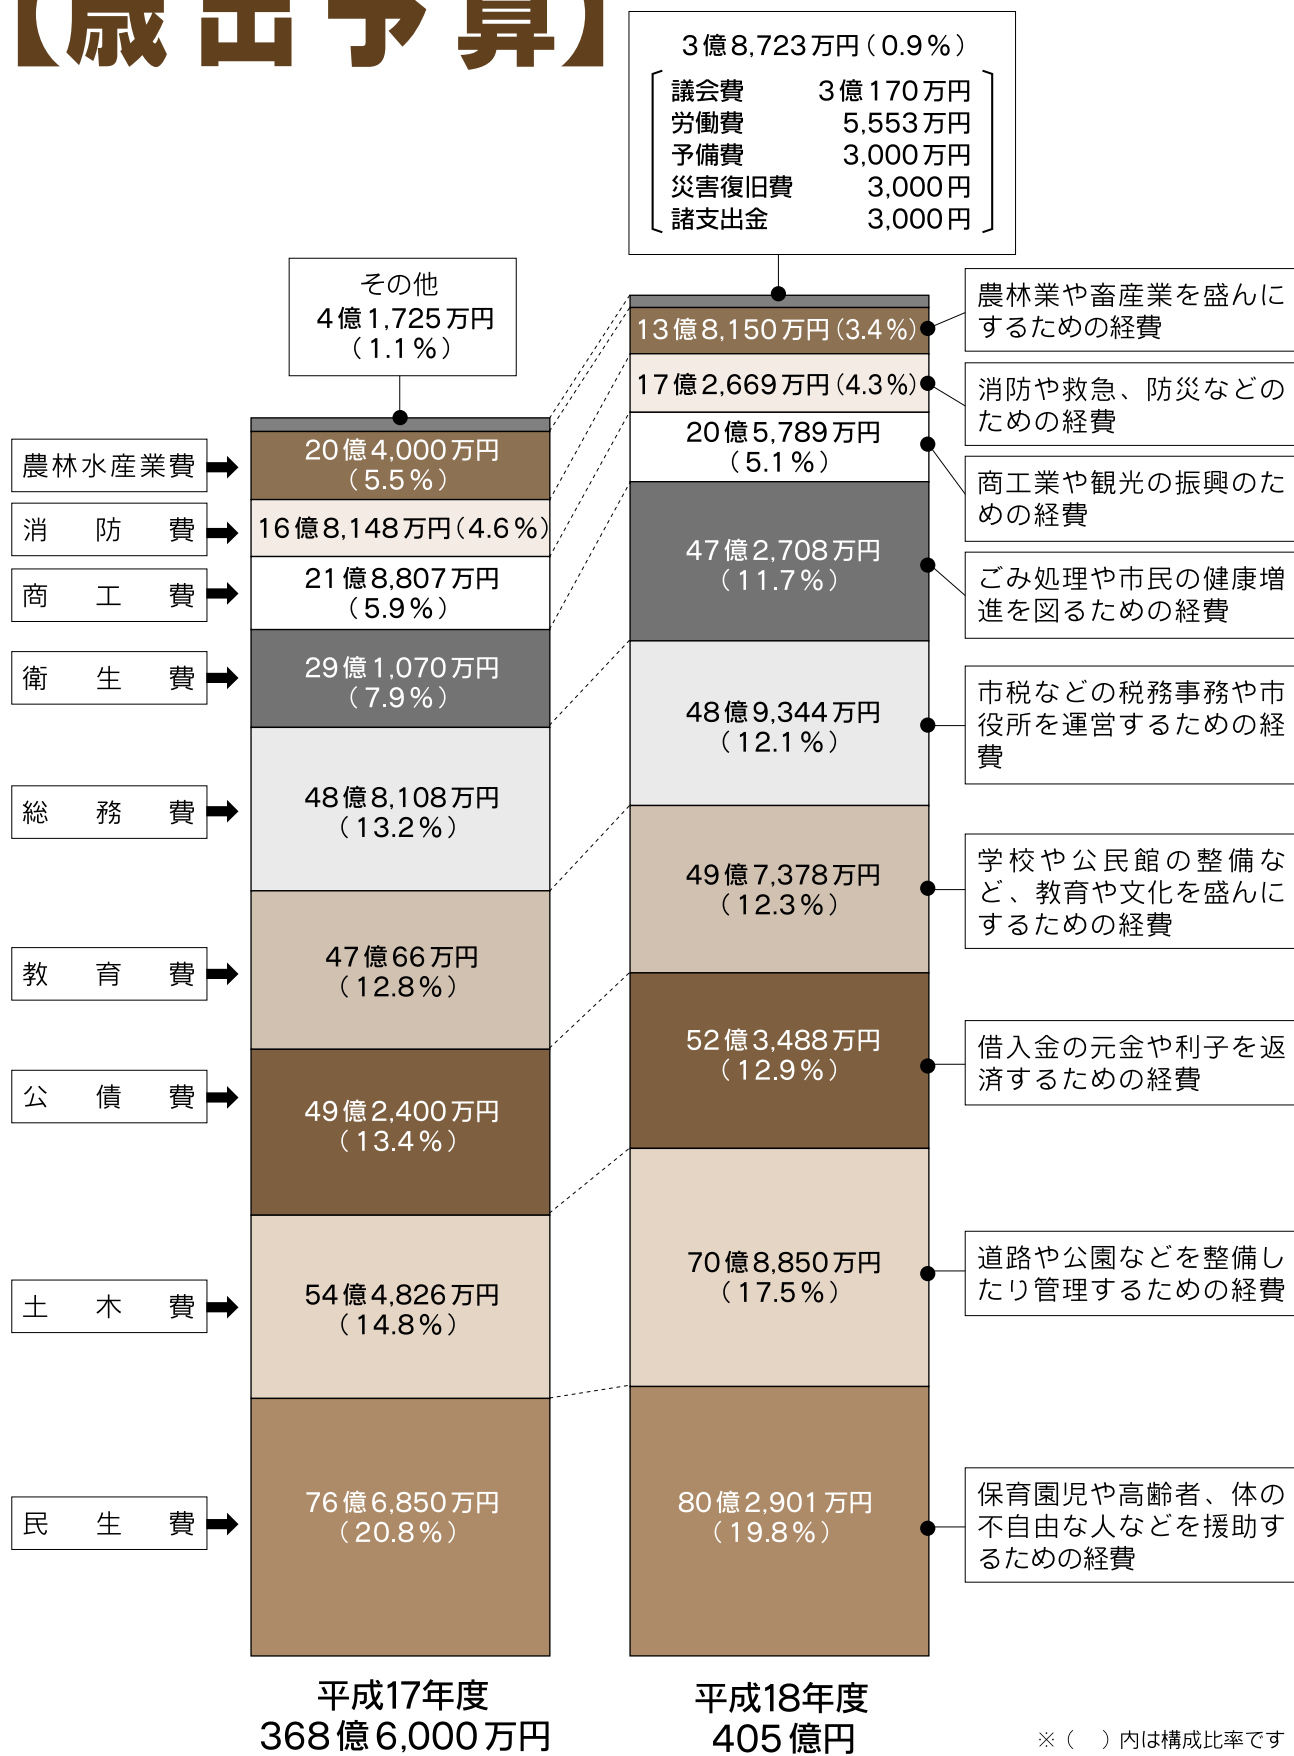 【歳出予算】
3億8,723万円(0.9%)
議会費 3億170万円
労働費 5,553万円
予備費 3,000万円
災害復旧費 3,000円
諸支出金 3,000円
その他
4億1,725万円
(1.1%)
農林水産業費
消防費
商工費
衛生費
総務費
教育費
公債費
土木費
民生費
20億4,000万円
(5.5%)
16億8,148万円(4.6%)
21億8,807万円
(5.9%)
29億1,070万円
(7.9%)
48億8,108万円
(13.2%)
47億66万円
(12.8%)
49億2,400万円
(13.4%)
54億4,826万円
(14.8%)
76億6,850万円
(20.8%)
平成17年度
368億6,000万円
13億8,150万円(3.4%)
17億2,669万円(4.3%)
20億5,789万円
(5.1%)
47億2,708万円
(11.7%)
48億9,344万円
(12.1%)
49億7,378万円
(12.3%)
52億3,488万円
(12.9%)
70億8,850万円
(17.5%)
80億2,901万円
(19.8%)
平成18年度
405億円
農林業や畜産業を盛んに
するための経費
消防や救急、防災などの
ための経費
商工業や観光の振興のた
めの経費
ごみ処理や市民の健康増
進を図るための経費
市税などの税務事務や市
役所を運営するための経
費
学校や公民館の整備な
ど、教育や文化を盛んに
するための経費
借入金の元金や利子を返
済するための経費
道路や公園などを整備し
たり管理するための経費
保育園児や高齢者、体の
不自由な人などを援助す
るための経費
※( )内は構成比率です